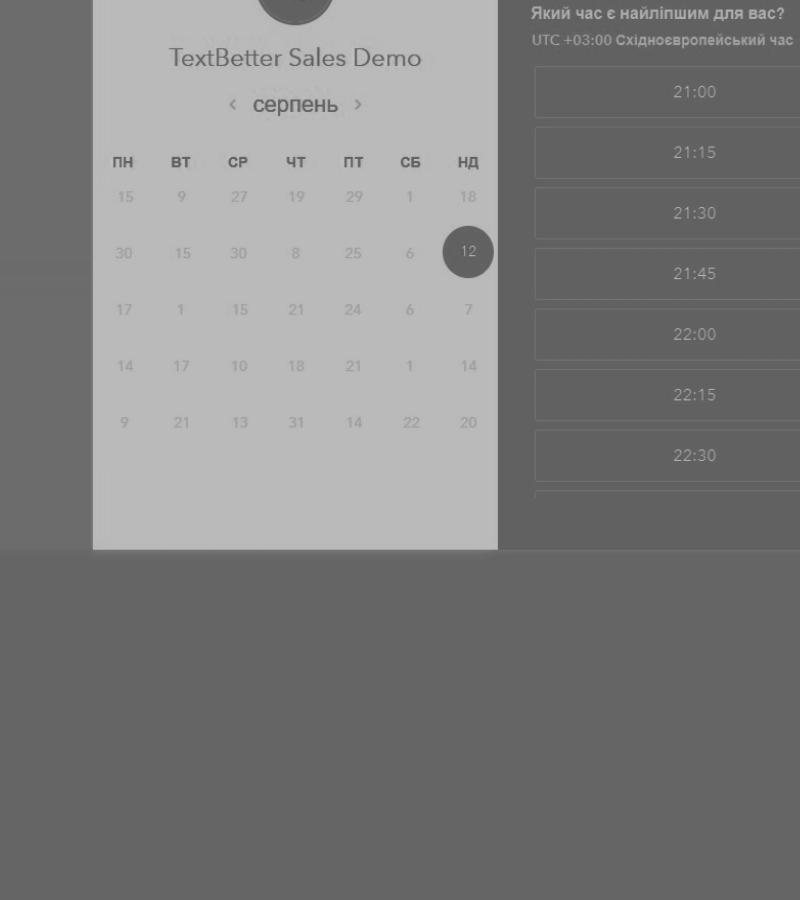 TextBetter Sales Demo
‹ серпень ›
ПН ВТ СР ЧТ ПТ СБ НД
15 9 27 19 29 1 18
30 15 30 8 25 6 12
17 1 15 21 24 6 7
14 17 10 18 21 1 14
9 21 13 31 14 22 20
Який час є найліпшим для вас?
UTC +03:00 Східноєвропейський час
21:00
21:15
21:30
21:45
22:00
22:15
22:30